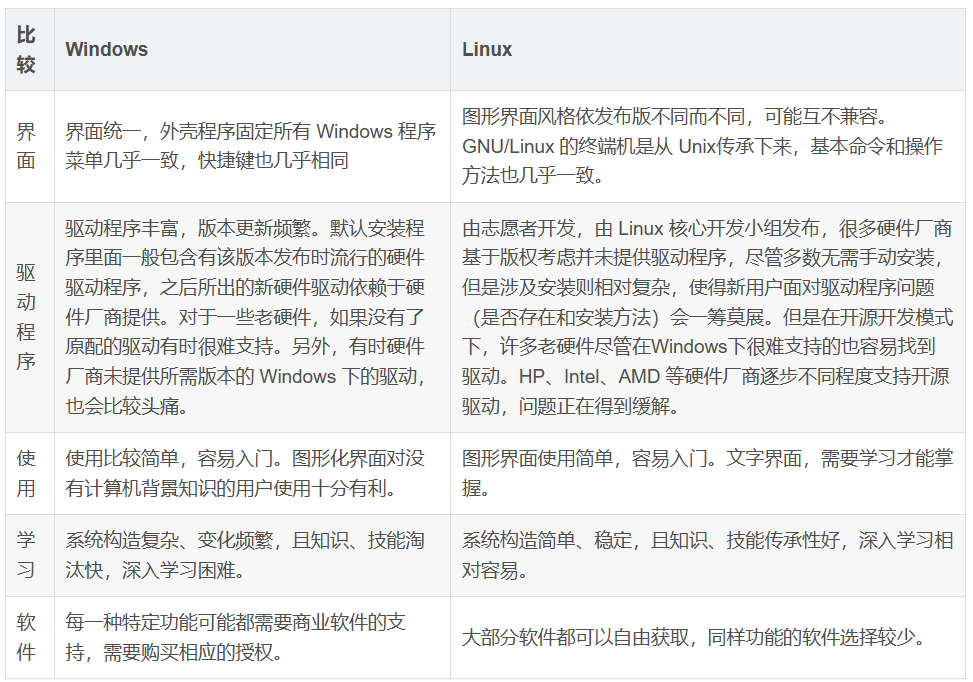 比
较
Windows
Linux
界
面
界面统一，外壳程序固定所有 Windows 程序
菜单几乎一致，快捷键也几乎相同
图形界面风格依发布版不同而不同，可能互不兼容。
GNU/Linux 的终端机是从 Unix传承下来，基本命令和操作
方法也几乎一致。
驱
动
程
序
驱动程序丰富，版本更新频繁。默认安装程
序里面一般包含有该版本发布时流行的硬件
驱动程序，之后所出的新硬件驱动依赖于硬
件厂商提供。对于一些老硬件，如果没有了
原配的驱动有时很难支持。另外，有时硬件
厂商未提供所需版本的 Windows 下的驱动，
也会比较头痛。
由志愿者开发，由 Linux 核心开发小组发布，很多硬件厂商
基于版权考虑并未提供驱动程序，尽管多数无需手动安装，
但是涉及安装则相对复杂，使得新用户面对驱动程序问题
（是否存在和安装方法）会一筹莫展。但是在开源开发模式
下，许多老硬件尽管在Windows下很难支持的也容易找到
驱动。HP、Intel、AMD 等硬件厂商逐步不同程度支持开源
驱动，问题正在得到缓解。
使
用
使用比较简单，容易入门。图形化界面对没
有计算机背景知识的用户使用十分有利。
图形界面使用简单，容易入门。文字界面，需要学习才能掌
握。
学
习
系统构造复杂、变化频繁，且知识、技能淘
汰快，深入学习困难。
系统构造简单、稳定，且知识、技能传承性好，深入学习相
对容易。
软
件
每一种特定功能可能都需要商业软件的支
持，需要购买相应的授权。
大部分软件都可以自由获取，同样功能的软件选择较少。